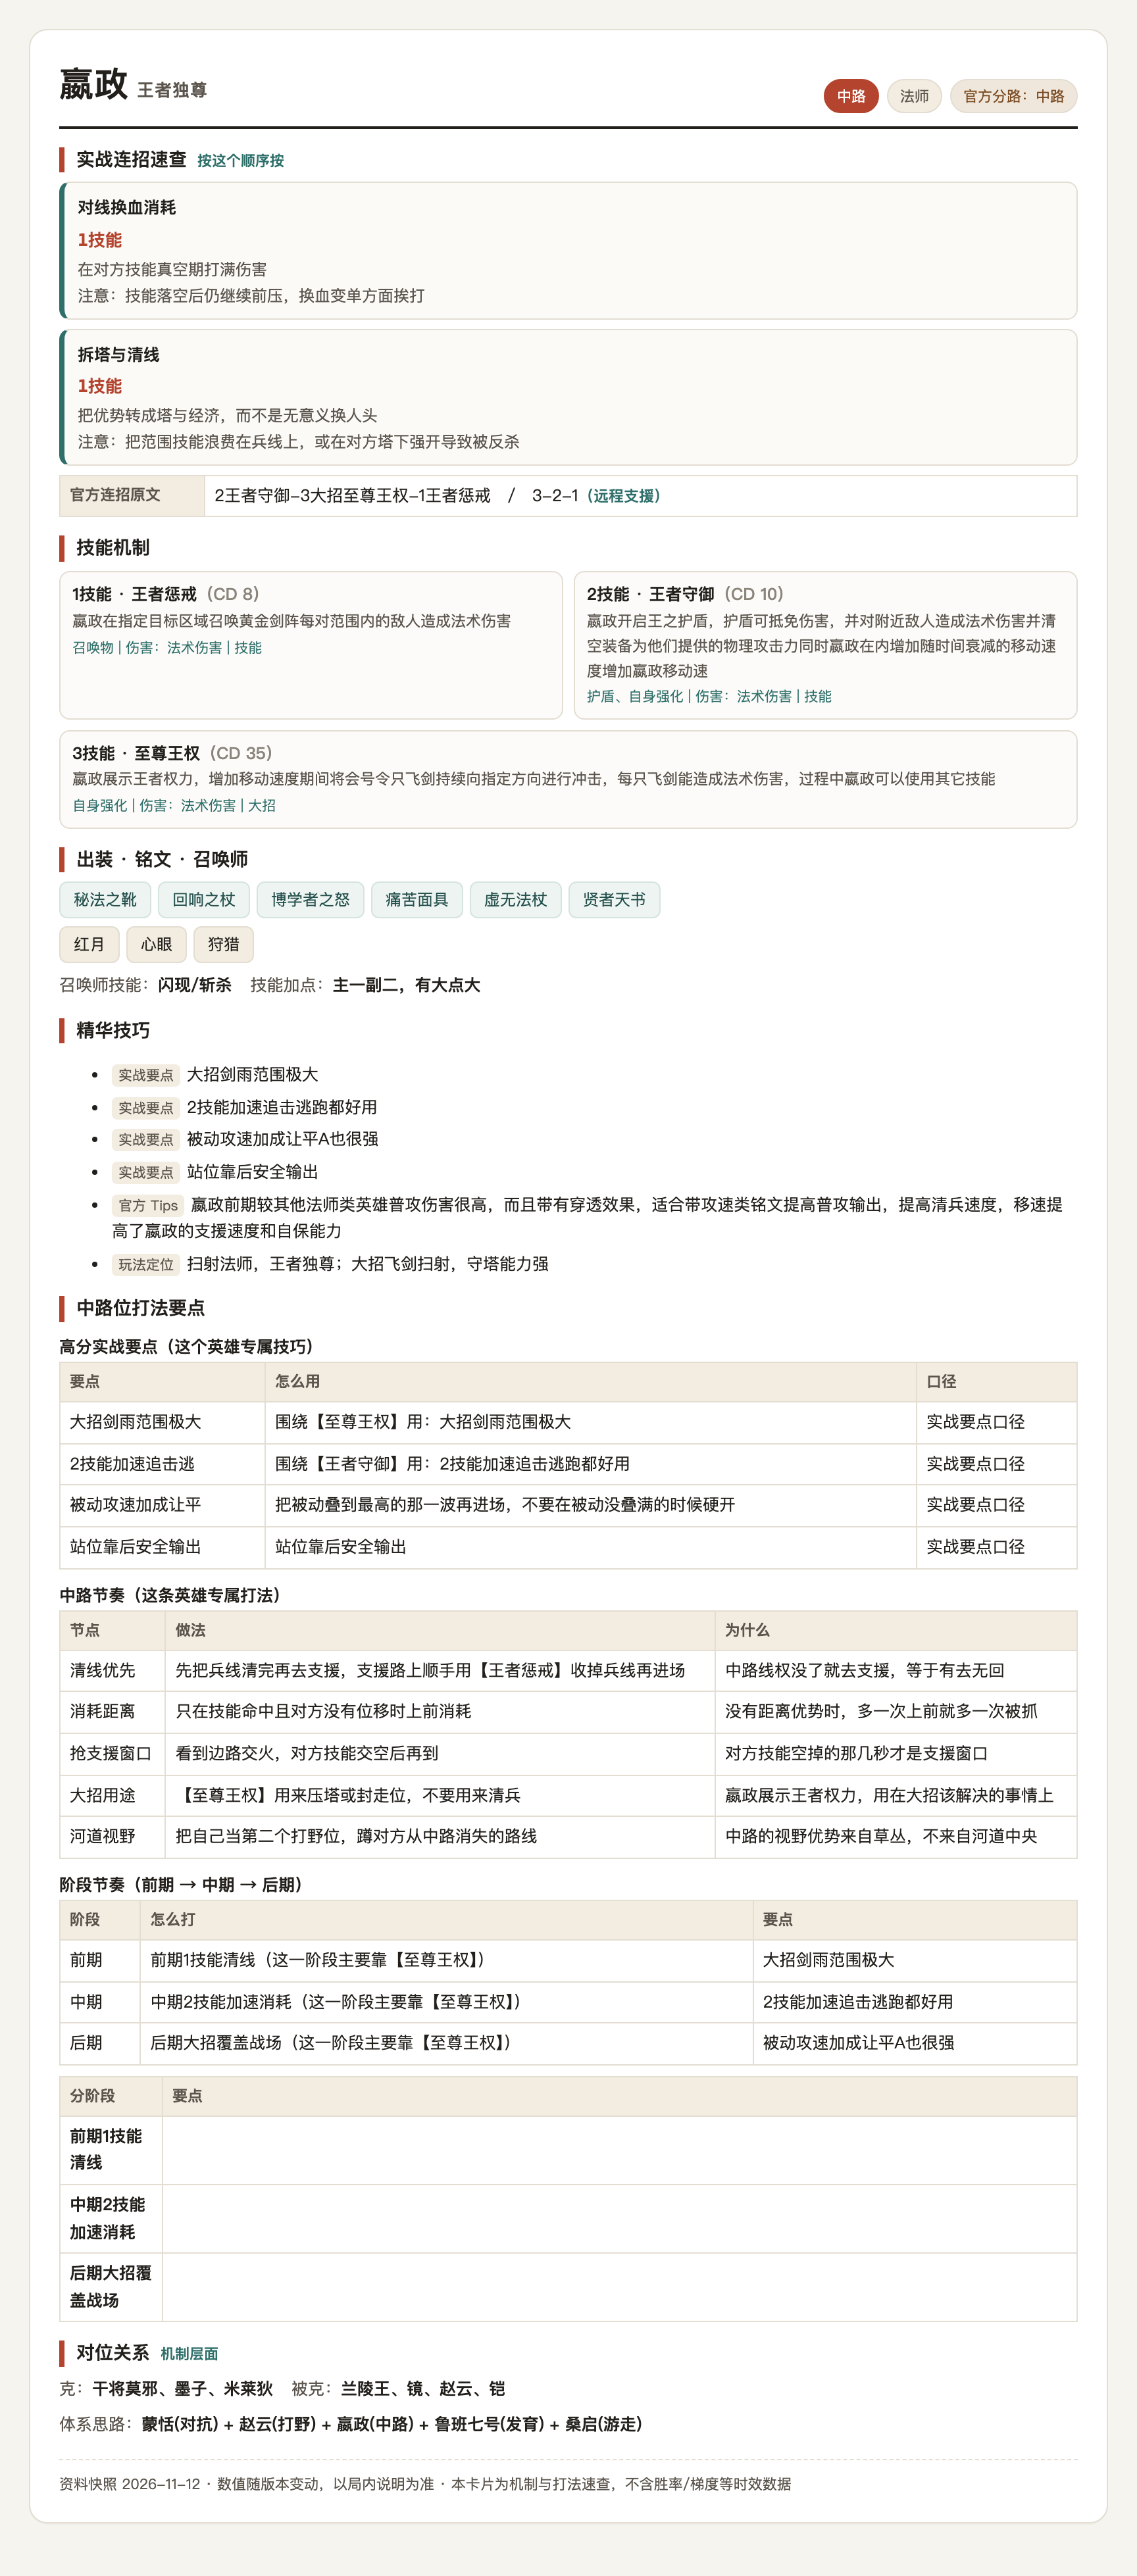 嬴政 王者独尊
中路 法师 官方分路：中路
实战连招速查 按这个顺序按
对线换血消耗
1技能
在对方技能真空期打满伤害
注意：技能落空后仍继续前压，换血变单方面挨打
拆塔与清线
1技能
把优势转成塔与经济，而不是无意义换人头
注意：把范围技能浪费在兵线上，或在对方塔下强开导致被反杀
官方连招原文 2王者守御-3大招至尊王权-1王者惩戒 / 3-2-1（远程支援）
技能机制
1技能 · 王者惩戒（CD 8）
嬴政在指定目标区域召唤黄金剑阵每对范围内的敌人造成法术伤害
召唤物 | 伤害：法术伤害 | 技能
2技能 · 王者守御（CD 10）
嬴政开启王之护盾，护盾可抵免伤害，并对附近敌人造成法术伤害并清
空装备为他们提供的物理攻击力同时嬴政在内增加随时间衰减的移动速
度增加嬴政移动速
护盾、自身强化 | 伤害：法术伤害 | 技能
3技能 · 至尊王权（CD 35）
嬴政展示王者权力，增加移动速度期间将会号令只飞剑持续向指定方向进行冲击，每只飞剑能造成法术伤害，过程中嬴政可以使用其它技能
自身强化 | 伤害：法术伤害 | 大招
出装 · 铭文 · 召唤师
秘法之靴 回响之杖 博学者之怒 痛苦面具 虚无法杖 贤者天书
红月 心眼 狩猎
召唤师技能：闪现/斩杀 技能加点：主一副二，有大点大
精华技巧
• 实战要点 大招剑雨范围极大
• 实战要点 2技能加速追击逃跑都好用
• 实战要点 被动攻速加成让平A也很强
• 实战要点 站位靠后安全输出
• 官方 Tips 嬴政前期较其他法师类英雄普攻伤害很高，而且带有穿透效果，适合带攻速类铭文提高普攻输出，提高清兵速度，移速提
高了嬴政的支援速度和自保能力
• 玩法定位 扫射法师，王者独尊；大招飞剑扫射，守塔能力强
中路位打法要点
高分实战要点（这个英雄专属技巧）
要点 怎么用 口径
大招剑雨范围极大 围绕【至尊王权】用：大招剑雨范围极大 实战要点口径
2技能加速追击逃 围绕【王者守御】用：2技能加速追击逃跑都好用 实战要点口径
被动攻速加成让平 把被动叠到最高的那一波再进场，不要在被动没叠满的时候硬开 实战要点口径
站位靠后安全输出 站位靠后安全输出 实战要点口径
中路节奏（这条英雄专属打法）
节点 做法 为什么
清线优先 先把兵线清完再去支援，支援路上顺手用【王者惩戒】收掉兵线再进场 中路线权没了就去支援，等于有去无回
消耗距离 只在技能命中且对方没有位移时上前消耗 没有距离优势时，多一次上前就多一次被抓
抢支援窗口 看到边路交火，对方技能交空后再到 对方技能空掉的那几秒才是支援窗口
大招用途 【至尊王权】用来压塔或封走位，不要用来清兵 嬴政展示王者权力，用在大招该解决的事情上
河道视野 把自己当第二个打野位，蹲对方从中路消失的路线 中路的视野优势来自草丛，不来自河道中央
阶段节奏（前期 → 中期 → 后期）
阶段 怎么打 要点
前期 前期1技能清线（这一阶段主要靠【至尊王权】） 大招剑雨范围极大
中期 中期2技能加速消耗（这一阶段主要靠【至尊王权】） 2技能加速追击逃跑都好用
后期 后期大招覆盖战场（这一阶段主要靠【至尊王权】） 被动攻速加成让平A也很强
分阶段 要点
前期1技能
清线
中期2技能
加速消耗
后期大招覆
盖战场
对位关系 机制层面
克：干将莫邪、墨子、米莱狄 被克：兰陵王、镜、赵云、铠
体系思路：蒙恬(对抗) + 赵云(打野) + 嬴政(中路) + 鲁班七号(发育) + 桑启(游走)
资料快照 2026-11-12 · 数值随版本变动，以局内说明为准 · 本卡片为机制与打法速查，不含胜率/梯度等时效数据